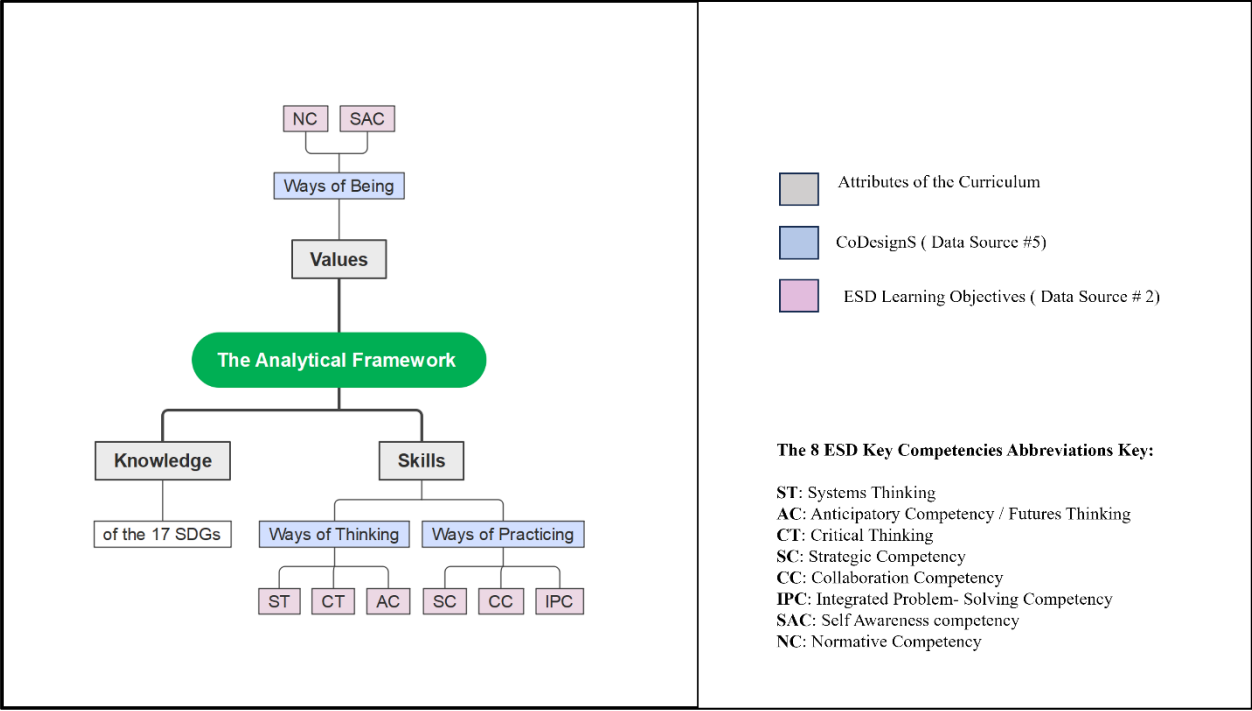 NC SAC
Ways of Being
Values
The Analytical Framework
Knowledge Skills
of the 17 SDGs Ways of Thinking Ways of Practicing
ST CT AC SC CC IPC
Attributes of the Curriculum
CoDesignS ( Data Source #5)
ESD Learning Objectives ( Data Source # 2)
The 8 ESD Key Competencies Abbreviations Key:
ST: Systems Thinking
AC: Anticipatory Competency / Futures Thinking
CT: Critical Thinking
SC: Strategic Competency
CC: Collaboration Competency
IPC: Integrated Problem- Solving Competency
SAC: Self Awareness competency
NC: Normative Competency